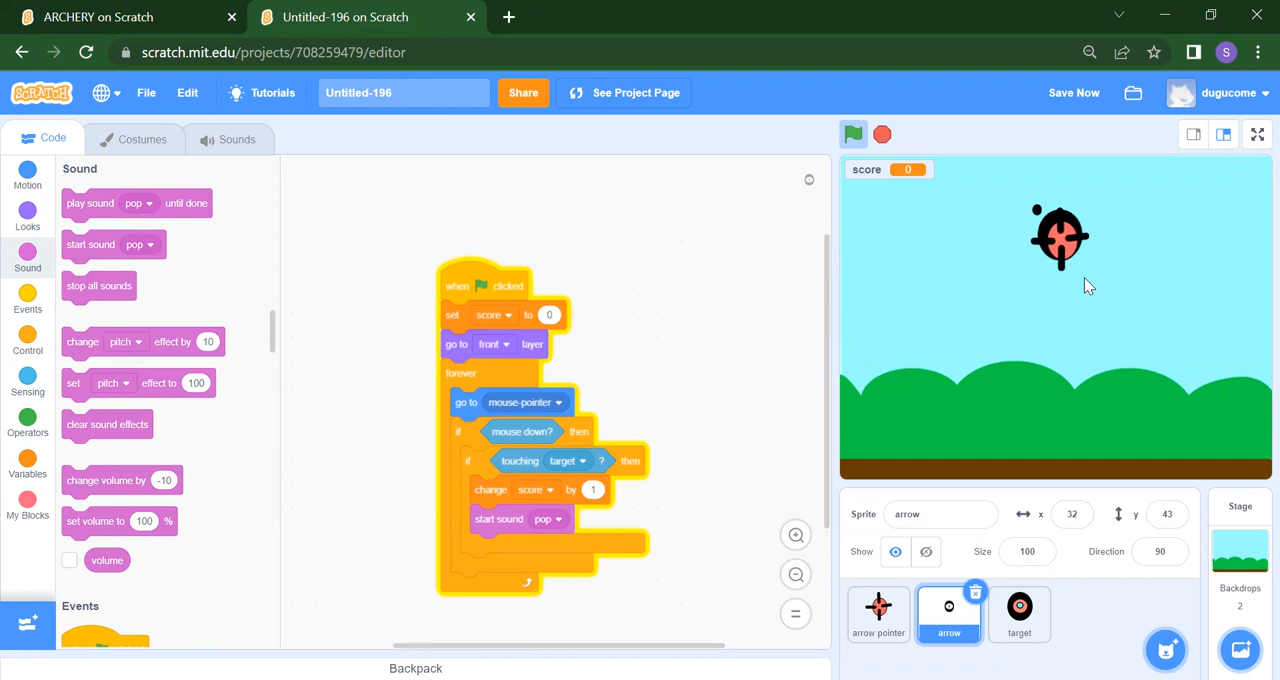 ARCHERY on Scratch
Untitled-196 on Scratch
scratch.mit.edu/projects/708259479/editor
S
SCRATCH
File
Edit
Tutorials
Untitled-196
Share
See Project Page
Save Now
dugucome
Code
Costumes
Sounds
Motion
Looks
Sound
Events
Control
Sensing
Operators
Variables
My Blocks
Sound
play sound pop until done
start sound pop
stop all sounds
change pitch effect by 10
set pitch effect to 100
clear sound effects
change volume by -10
set volume to 100 %
volume
Events
when clicked
set score to 0
go to front layer
forever
go to mouse-pointer
if mouse down? then
if touching target ? then
change score by 1
start sound pop
Backpack
score 0
Sprite arrow x 32 y 43
Show Size 100 Direction 90
arrow pointer
arrow
target
Stage
Backdrops
2